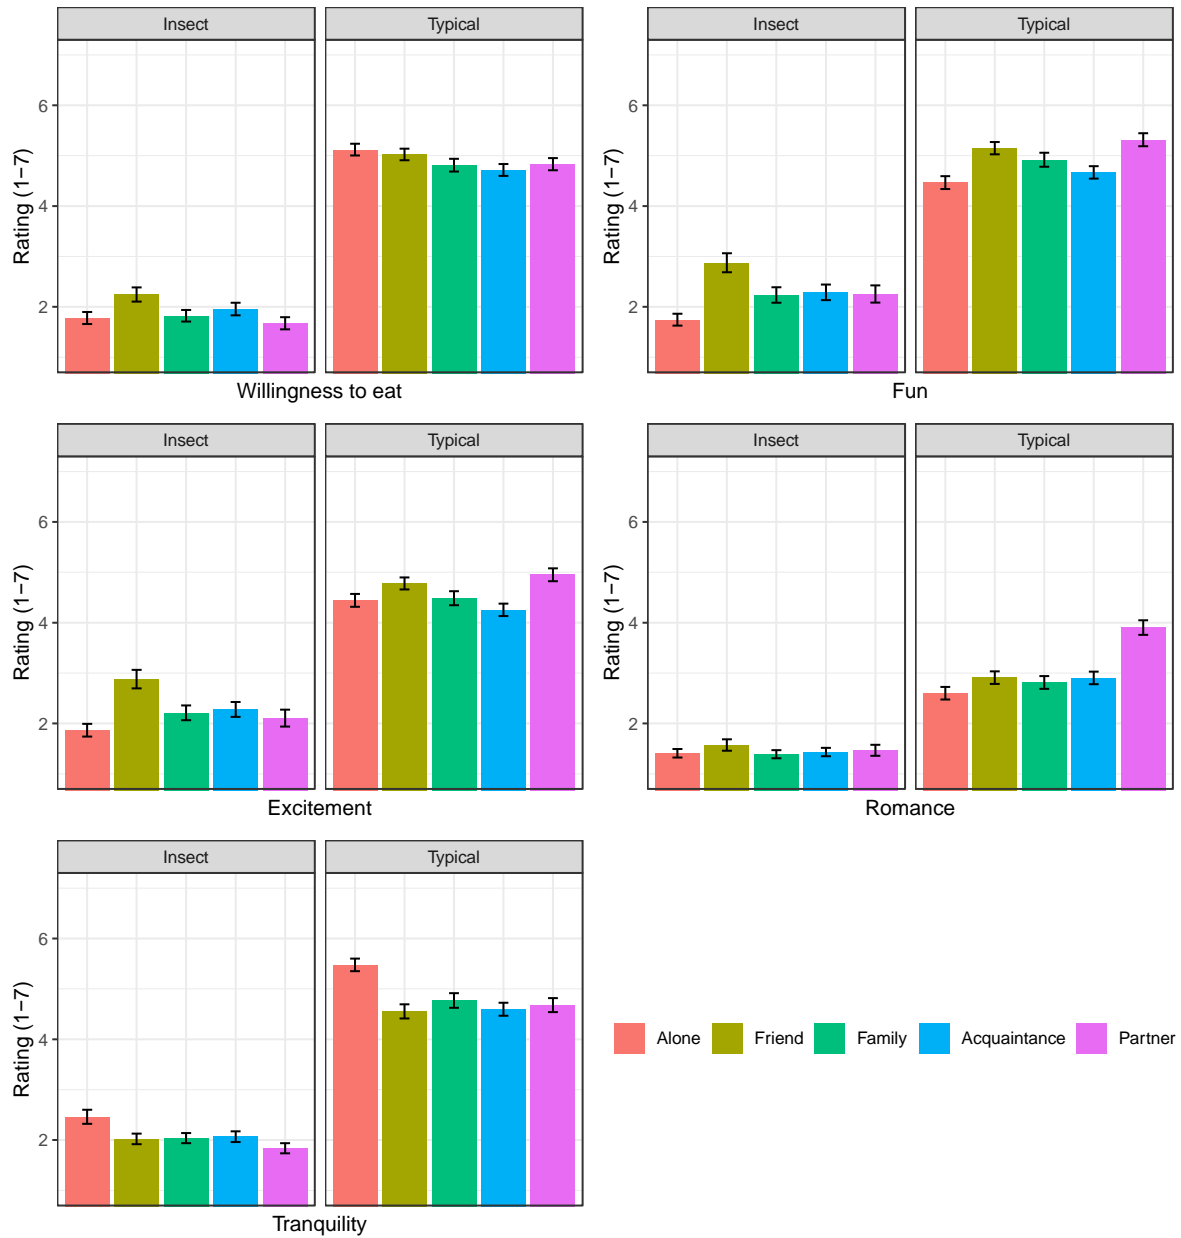 Insect Typical
6
4
2
Rating (1−7)
Willingness to eat
Insect Typical
6
4
2
Rating (1−7)
Fun
Insect Typical
6
4
2
Rating (1−7)
Excitement
Insect Typical
6
4
2
Rating (1−7)
Romance
Insect Typical
6
4
2
Rating (1−7)
Tranquility
Alone Friend Family Acquaintance Partner